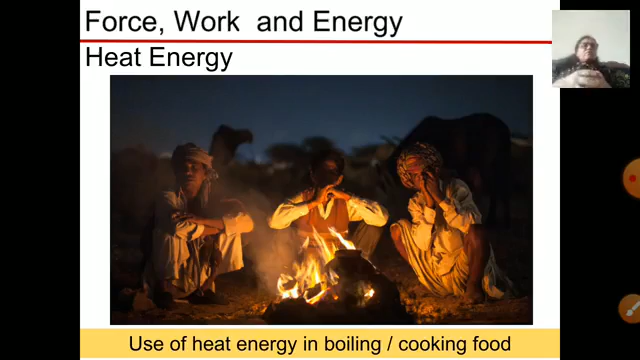 Force, Work and Energy
Heat Energy
Use of heat energy in boiling / cooking food